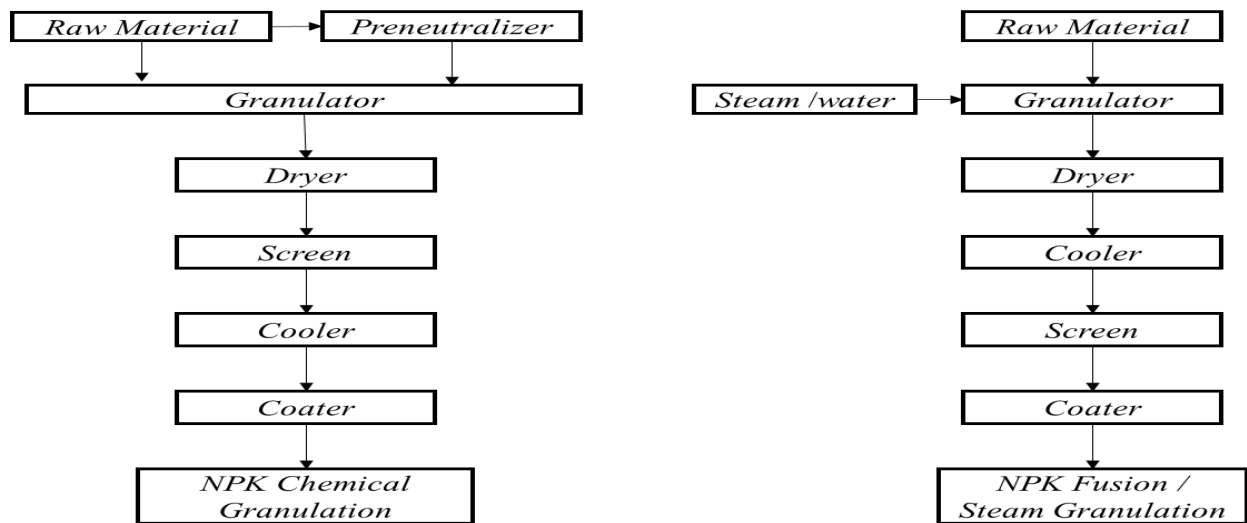 Raw Material
Preneutralizer
Granulator
Dryer
Screen
Cooler
Coater
NPK Chemical
Granulation
Raw Material
Steam /water
Granulator
Dryer
Cooler
Screen
Coater
NPK Fusion /
Steam Granulation